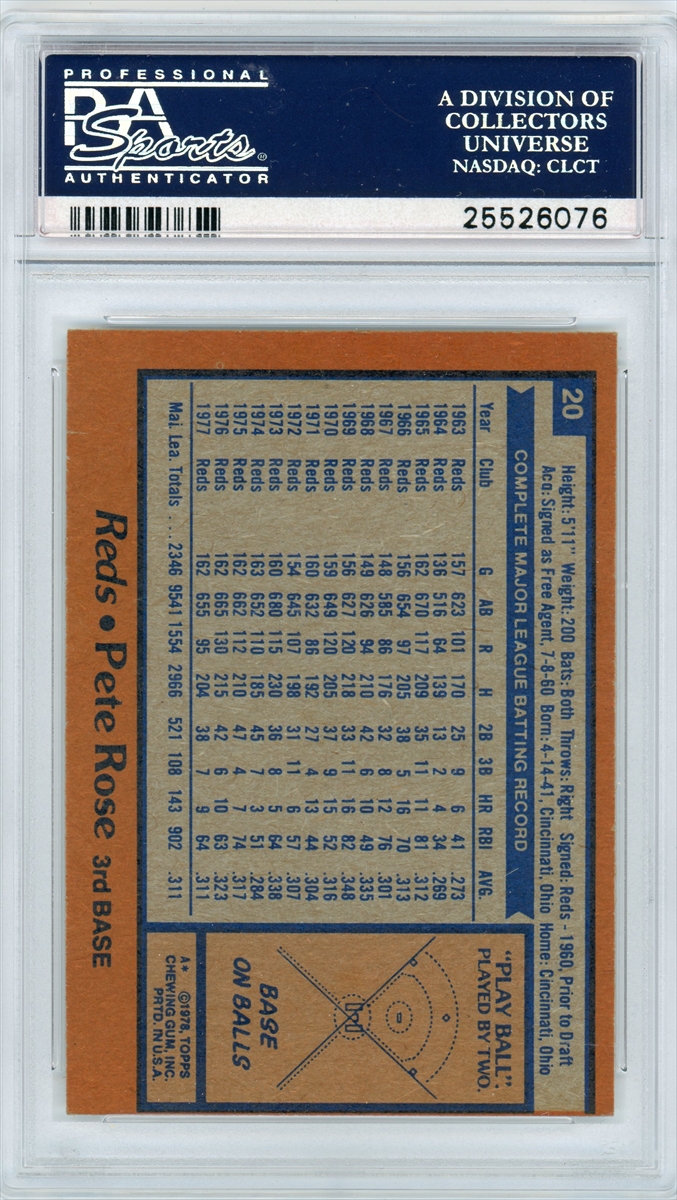 PROFESSIONAL
PSA
Sports ®
AUTHENTICATOR
A DIVISION OF
COLLECTORS
UNIVERSE
NASDAQ: CLCT
25526076
20
Height: 5'11" Weight: 200 Bats: Both Throws: Right Signed: Reds - 1960, Prior to Draft
Acq: Signed as Free Agent, 7-8-60 Born: 4-14-41, Cincinnati, Ohio Home: Cincinnati, Ohio
COMPLETE MAJOR LEAGUE BATTING RECORD
Year Club G AB R H 2B 3B HR RBI AVG.
1963 Reds 157 623 101 170 25 9 6 41 .273
1964 Reds 136 516 64 139 13 2 4 34 .269
1965 Reds 162 670 117 209 35 11 11 81 .312
1966 Reds 156 654 97 205 38 5 16 70 .313
1967 Reds 148 585 86 176 32 8 12 76 .301
1968 Reds 149 626 94 210 42 6 10 49 .335
1969 Reds 156 627 120 218 33 11 16 82 .348
1970 Reds 159 649 120 205 37 9 15 52 .316
1971 Reds 160 632 86 192 27 4 13 44 .304
1972 Reds 154 645 107 198 31 11 6 57 .307
1973 Reds 160 680 115 230 36 8 5 64 .338
1974 Reds 163 652 110 185 45 7 3 51 .284
1975 Reds 162 662 112 210 47 4 7 74 .317
1976 Reds 162 665 130 215 42 6 10 63 .323
1977 Reds 162 655 95 204 38 7 9 64 .311
Maj. Lea. Totals .... 2346 9541 1554 2966 521 108 143 902 .311
"PLAY BALL".
PLAYED BY TWO.
BASE
ON BALLS
A* ©1978, TOPPS
CHEWING GUM, INC.
PRTD. IN U.S.A.
Reds • Pete Rose 3rd BASE